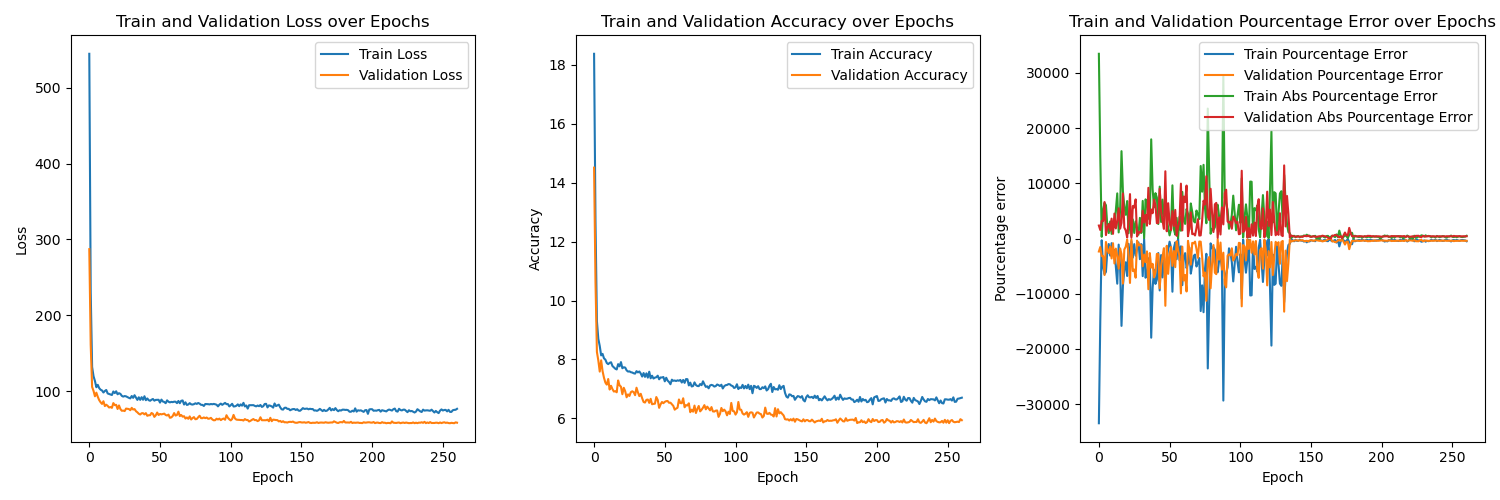 Train and Validation Loss over Epochs
Train Loss
Validation Loss
500
400
300
200
100
Loss
0 50 100 150 200 250
Epoch
Train and Validation Accuracy over Epochs
Train Accuracy
Validation Accuracy
18
16
14
12
10
8
6
Accuracy
0 50 100 150 200 250
Epoch
Train and Validation Pourcentage Error over Epochs
Train Pourcentage Error
Validation Pourcentage Error
Train Abs Pourcentage Error
Validation Abs Pourcentage Error
30000
20000
10000
0
−10000
−20000
−30000
Pourcentage error
0 50 100 150 200 250
Epoch